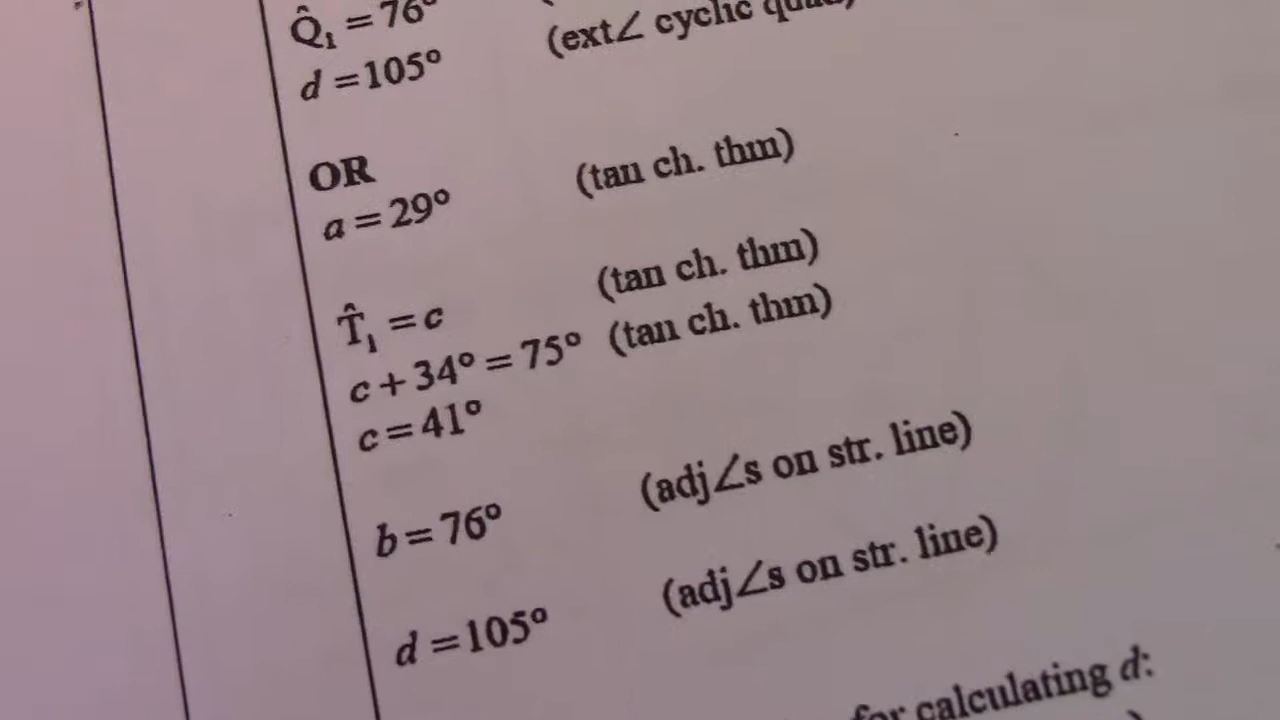 Q̂₁ = 76°
d = 105° (ext∠ cyclic quad)
OR
a = 29° (tan ch. thm)
T̂₁ = c (tan ch. thm)
c + 34° = 75° (tan ch. thm)
c = 41°
b = 76° (adj∠s on str. line)
d = 105° (adj∠s on str. line)
for calculating d: